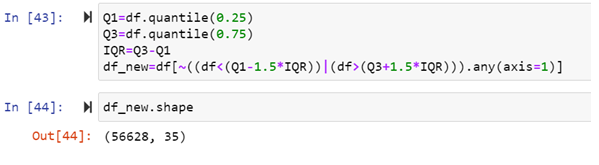 In [43]: Q1=df.quantile(0.25)
Q3=df.quantile(0.75)
IQR=Q3-Q1
df_new=df[~((df<(Q1-1.5*IQR))|(df>(Q3+1.5*IQR))).any(axis=1)]
In [44]: df_new.shape
Out[44]: (56628, 35)